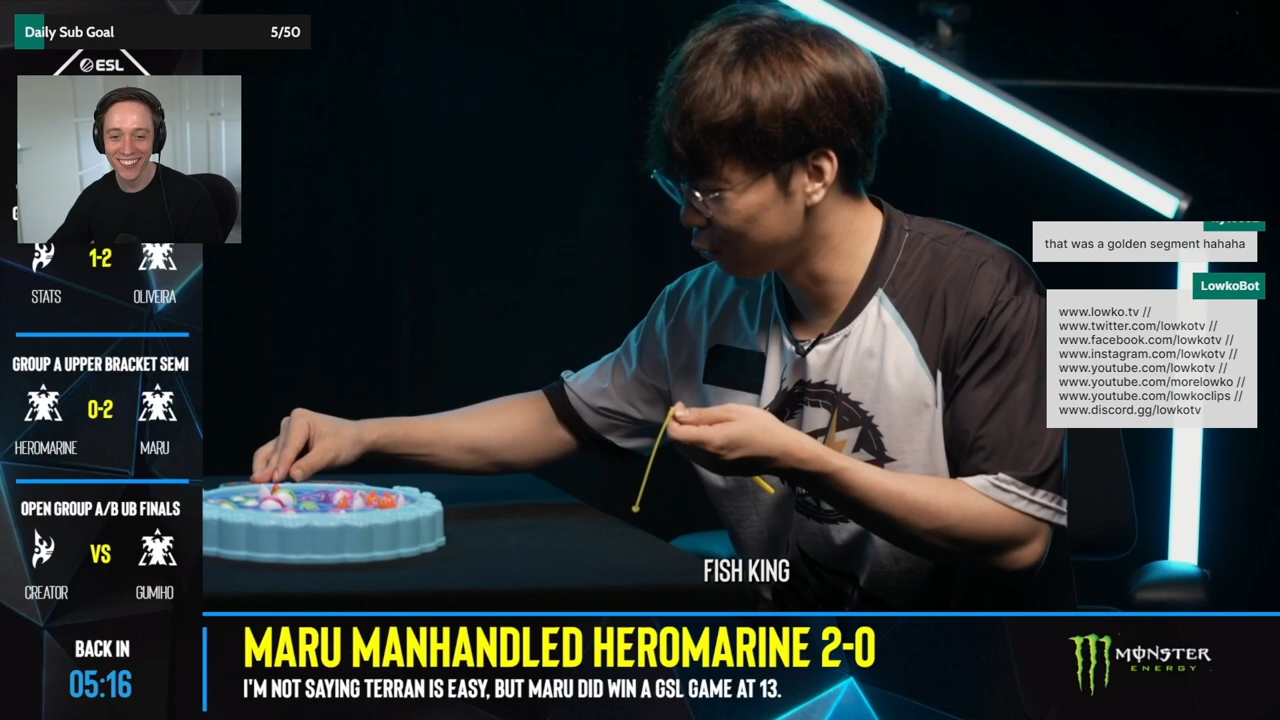 Daily Sub Goal
5/50
ESL
1-2
STATS
OLIVEIRA
GROUP A UPPER BRACKET SEMI
0-2
HEROMARINE
MARU
OPEN GROUP A/B UB FINALS
VS
CREATOR
GUMIHO
BACK IN
05:16
FISH KING
MARU MANHANDLED HEROMARINE 2-0
I'M NOT SAYING TERRAN IS EASY, BUT MARU DID WIN A GSL GAME AT 13.
MONSTER
ENERGY
that was a golden segment hahaha
LowkoBot
www.lowko.tv //
www.twitter.com/lowkotv //
www.facebook.com/lowkotv //
www.instagram.com/lowkotv //
www.youtube.com/lowkotv //
www.youtube.com/morelowko //
www.youtube.com/lowkoclips //
www.discord.gg/lowkotv